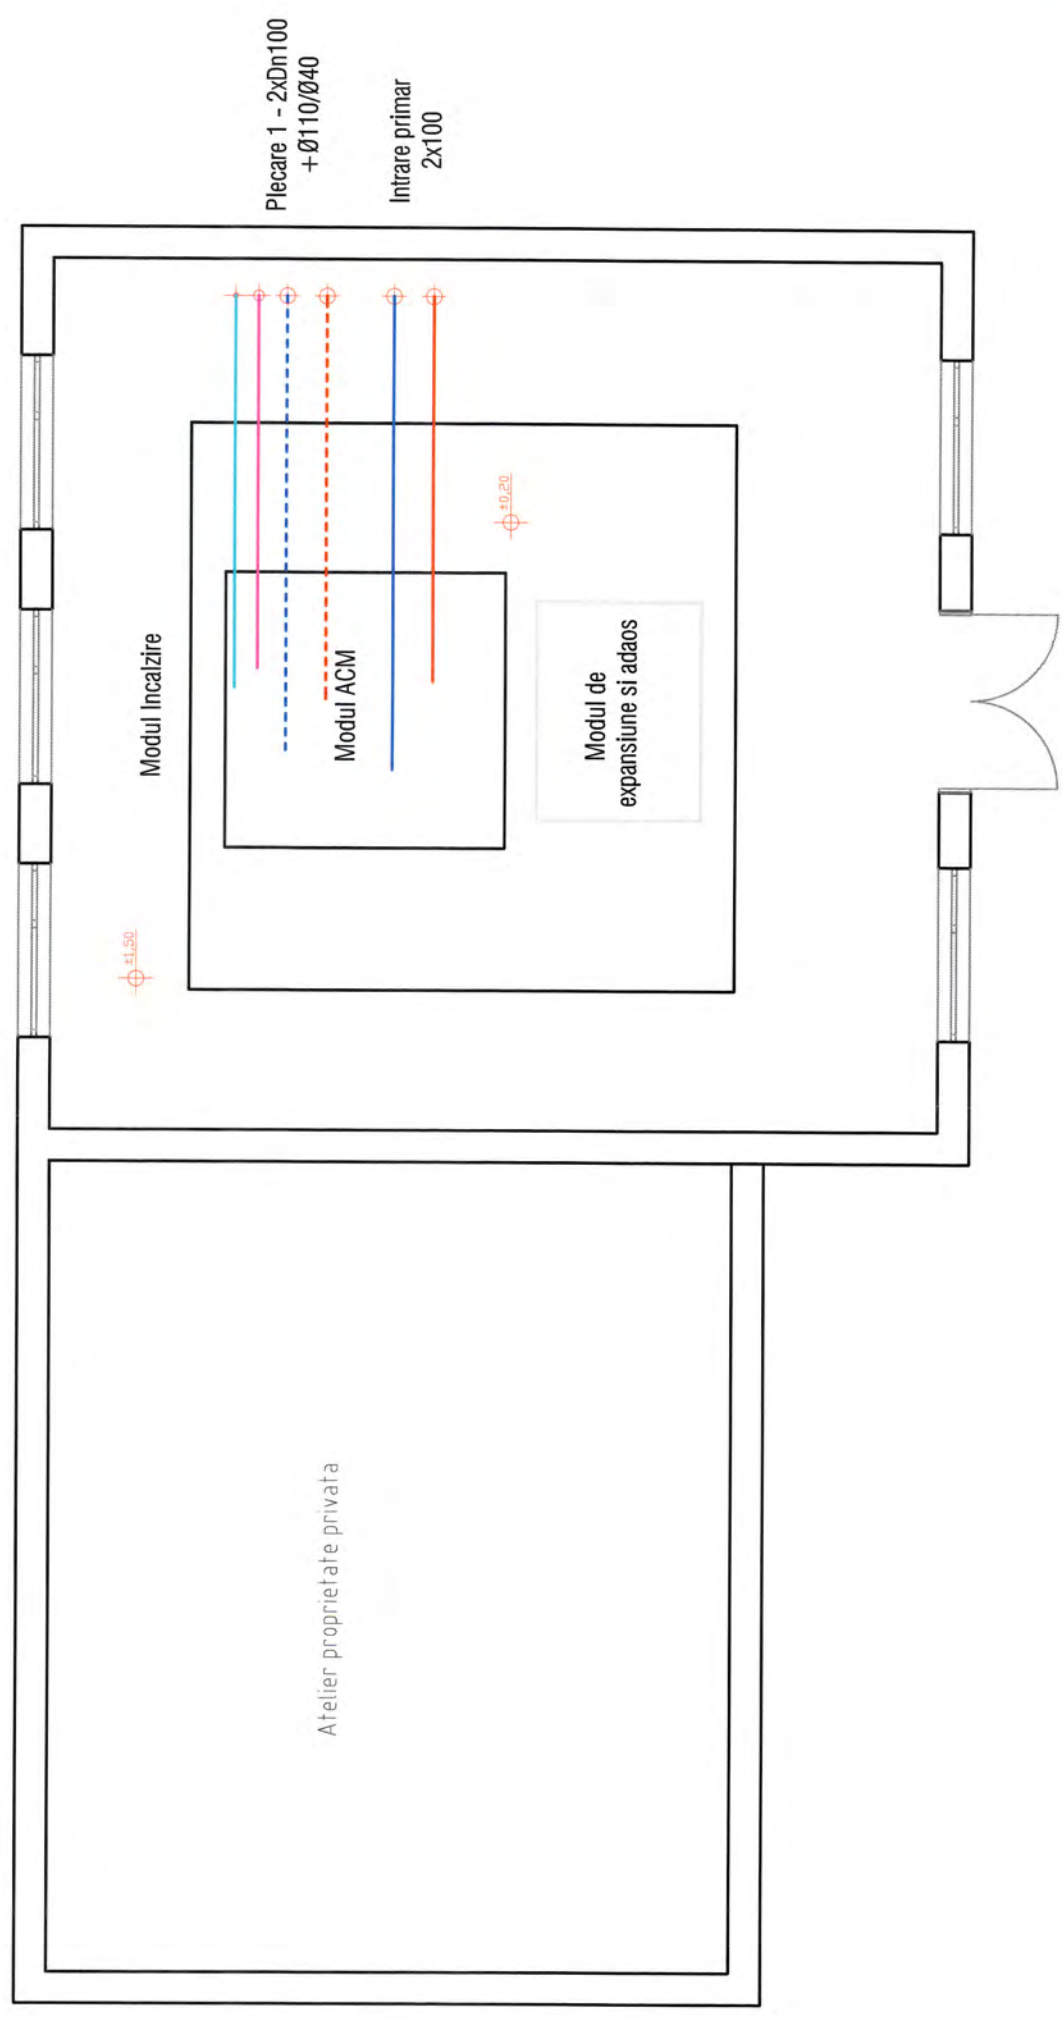 Plecare 1 - 2xDn100
+Ø110/Ø40
Intrare primar
2x100
Modul Incalzire
Modul ACM
±0,20
Modul de
expansiune si adaos
±1,50
Atelier proprietate privata